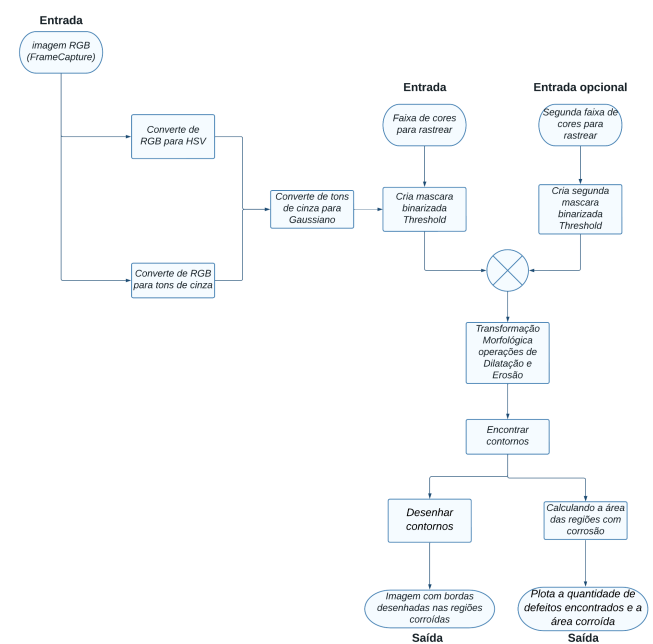 Entrada
imagem RGB
(FrameCapture)
Entrada
Entrada opcional
Faixa de cores
para rastrear
Segunda faixa de
cores para
rastrear
Converte de
RGB para HSV
Converte de tons
de cinza para
Gaussiano
Cria mascara
binarizada
Threshold
Cria segunda
mascara
binarizada
Threshold
Converte de RGB
para tons de cinza
Transformação
Morfológica
operações de
Dilatação e
Erosão
Encontrar
contornos
Desenhar
contornos
Calculando a área
das regiões com
corrosão
Imagem com bordas
desenhadas nas regiões
corroídas
Plota a quantidade de
defeitos encontrados e a
área corroída
Saída
Saída